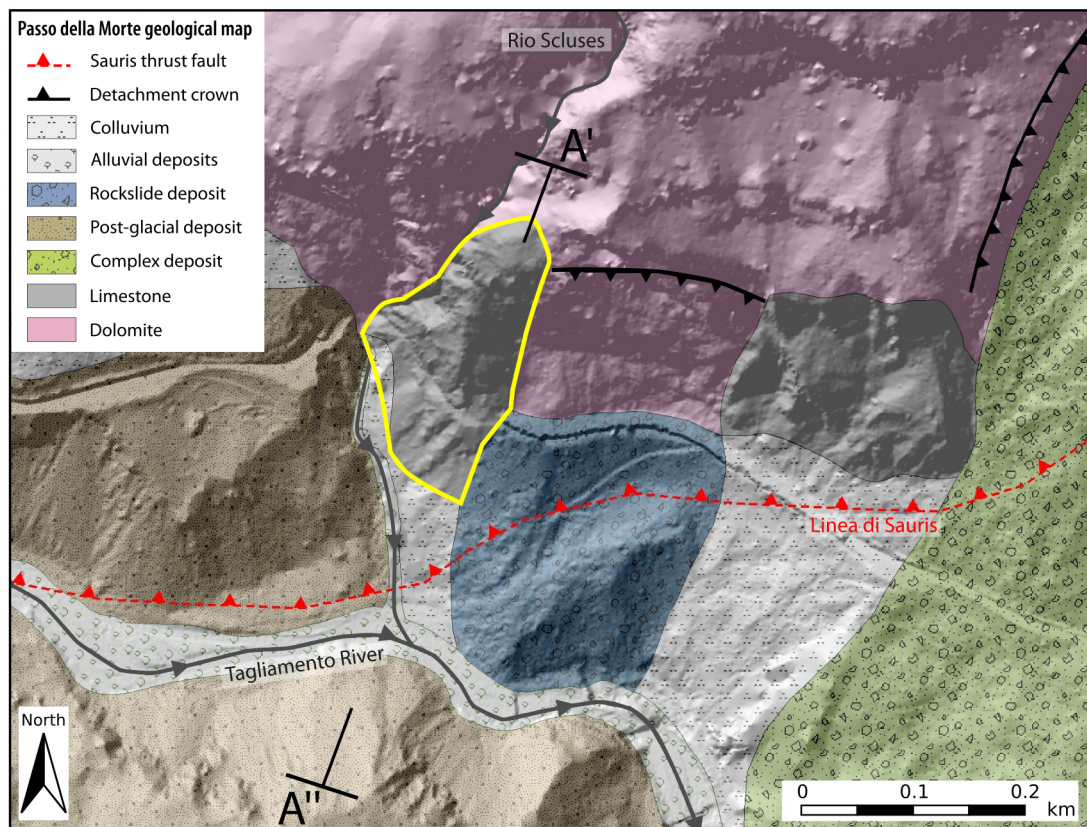 Passo della Morte geological map
Sauris thrust fault
Detachment crown
Colluvium
Alluvial deposits
Rockslide deposit
Post-glacial deposit
Complex deposit
Limestone
Dolomite
Rio Scluses
A'
Linea di Sauris
Tagliamento River
North
A''
0 0.1 0.2
km